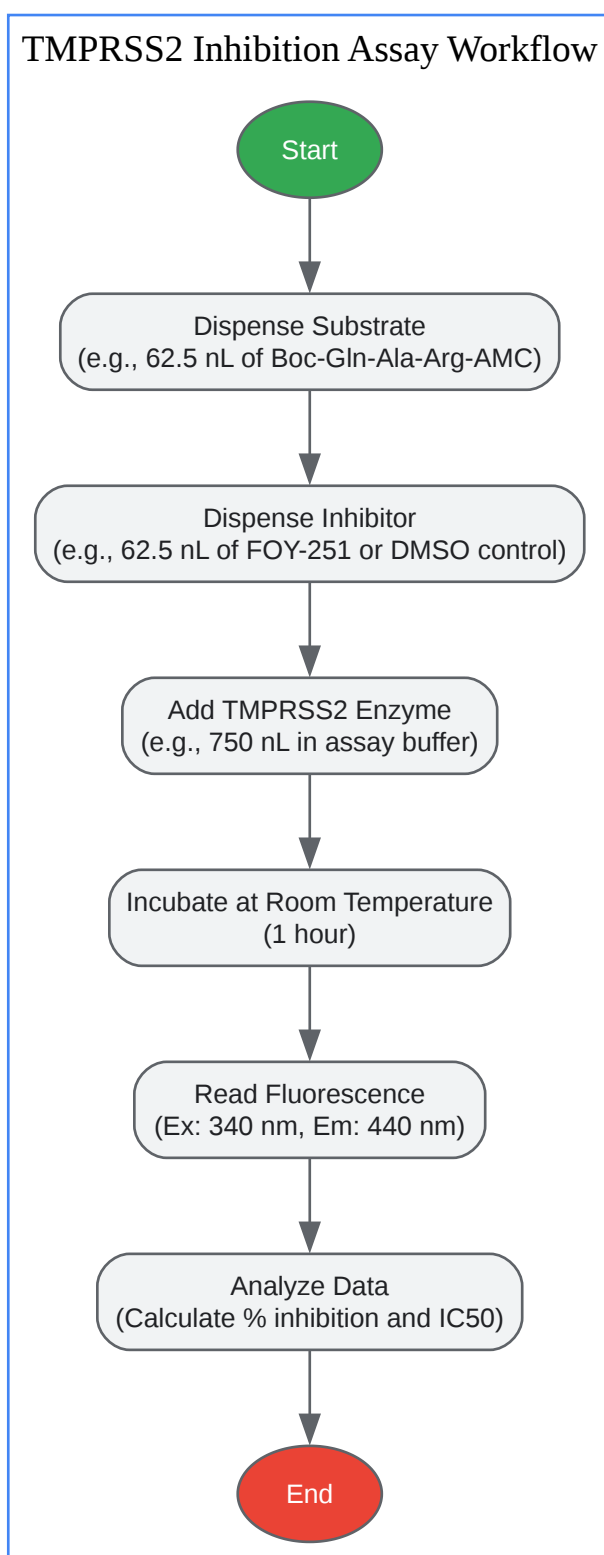 TMPRSS2 Inhibition Assay Workflow
Start
Dispense Substrate
(e.g., 62.5 nL of Boc-Gln-Ala-Arg-AMC)
Dispense Inhibitor
(e.g., 62.5 nL of FOY-251 or DMSO control)
Add TMPRSS2 Enzyme
(e.g., 750 nL in assay buffer)
Incubate at Room Temperature
(1 hour)
Read Fluorescence
(Ex: 340 nm, Em: 440 nm)
Analyze Data
(Calculate % inhibition and IC50)
End